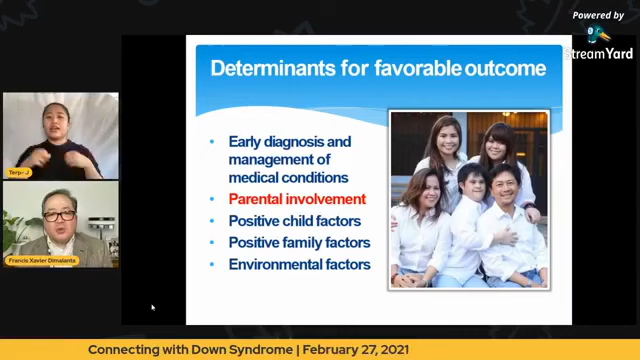 Powered by
StreamYard
Determinants for favorable outcome
• Early diagnosis and
management of
medical conditions
• Parental involvement
• Positive child factors
• Positive family factors
• Environmental factors
Terp- J
Francis Xavier Dimalanta
Connecting with Down Syndrome | February 27, 2021